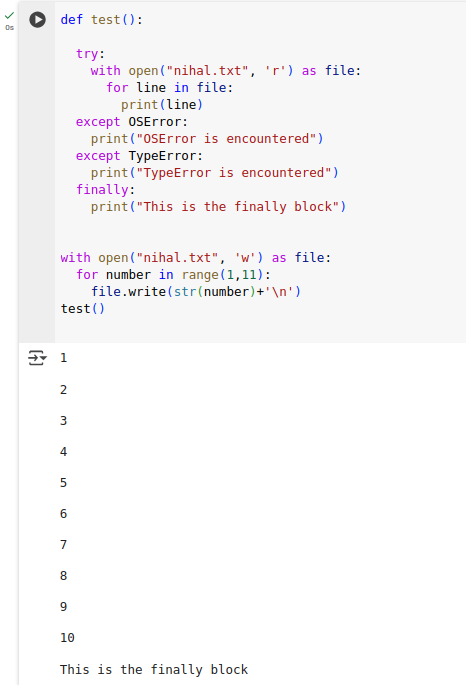 0s
def test():
  try:
    with open("nihal.txt", 'r') as file:
      for line in file:
        print(line)
  except OSError:
    print("OSError is encountered")
  except TypeError:
    print("TypeError is encountered")
  finally:
    print("This is the finally block")
with open("nihal.txt", 'w') as file:
  for number in range(1,11):
    file.write(str(number)+'\n')
test()
1
2
3
4
5
6
7
8
9
10
This is the finally block